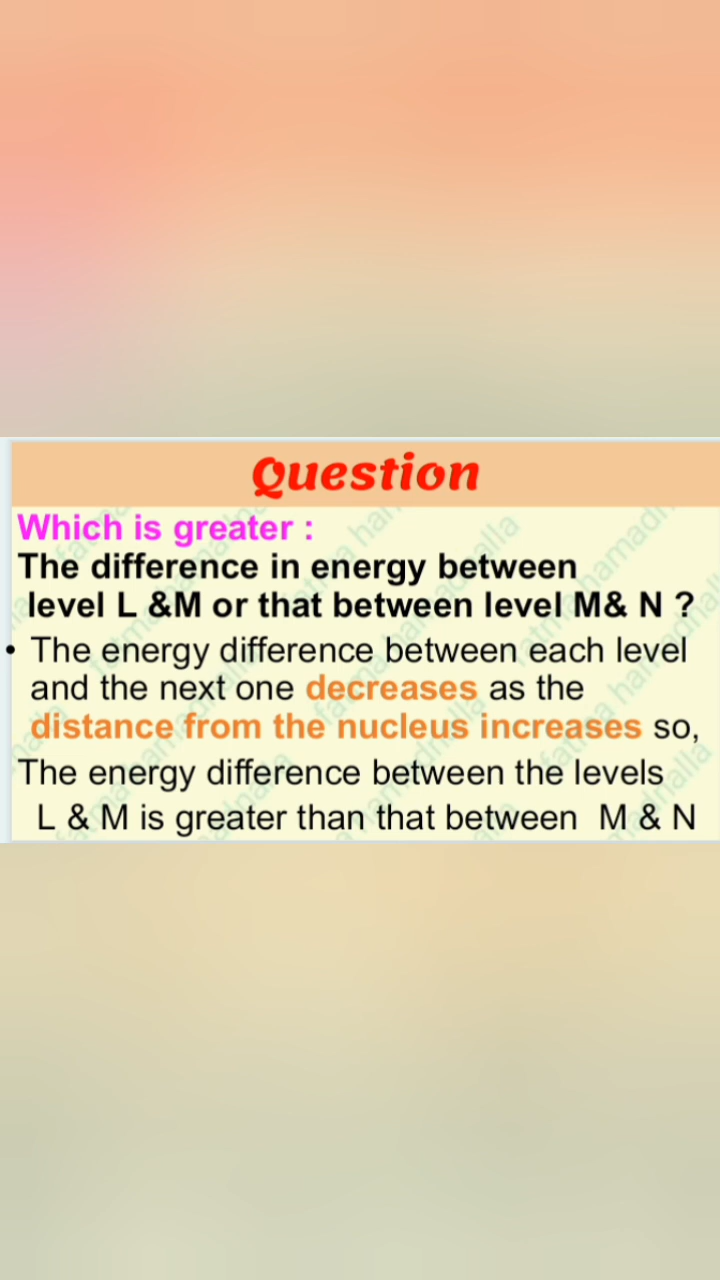 Question
Which is greater :
The difference in energy between
level L &M or that between level M& N ?
• The energy difference between each level
and the next one decreases as the
distance from the nucleus increases so,
The energy difference between the levels
L & M is greater than that between M & N